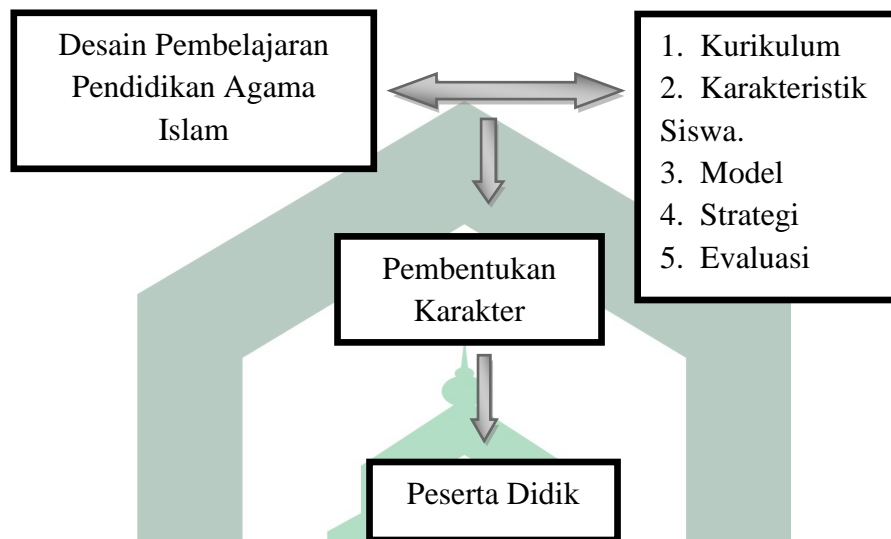 Desain Pembelajaran
Pendidikan Agama
Islam
1. Kurikulum
2. Karakteristik
Siswa.
3. Model
4. Strategi
5. Evaluasi
Pembentukan
Karakter
Peserta Didik